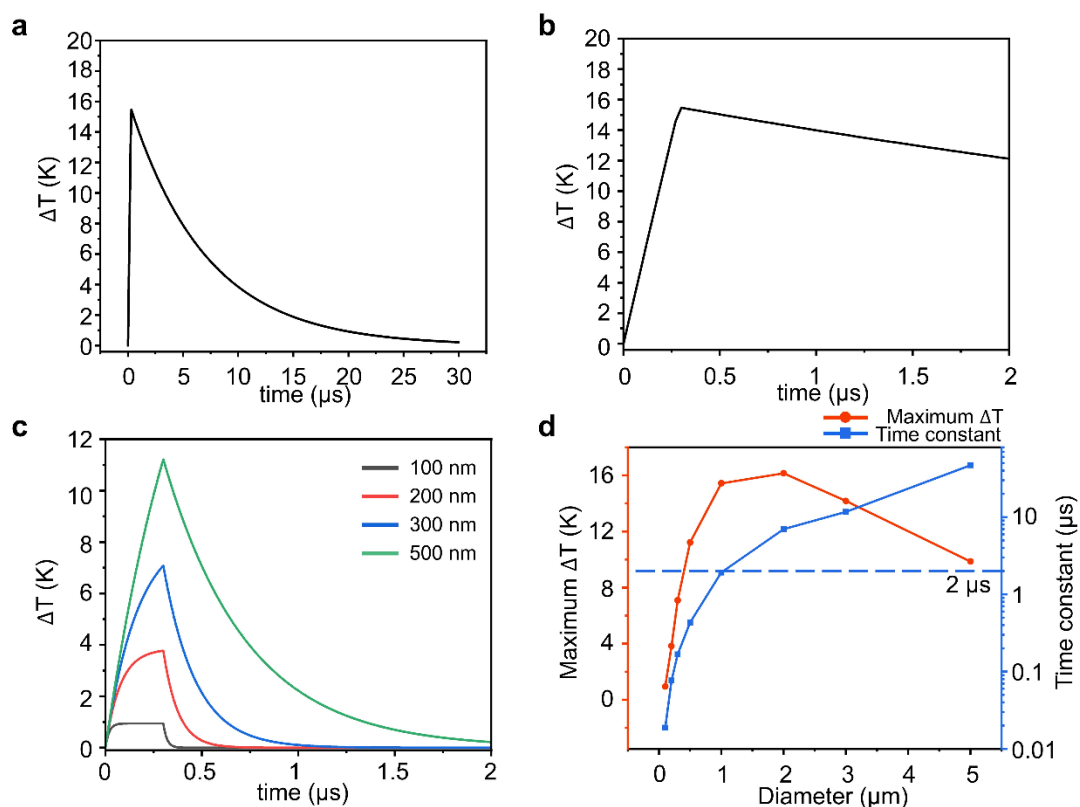 a
20
18
16
14
12
10
8
6
4
2
0
ΔT (K)
0 5 10 15 20 25 30
time (µs)
b
20
18
16
14
12
10
8
6
4
2
0
ΔT (K)
0 0.5 1 1.5 2
time (µs)
c
12
10
8
6
4
2
0
ΔT (K)
100 nm
200 nm
300 nm
500 nm
0 0.5 1 1.5 2
time (µs)
d
Maximum ΔT
Time constant
16
12
8
4
0
Maximum ΔT (K)
2 µs
10
1
0.1
0.01
Time constant (µs)
0 1 2 3 4 5
Diameter (µm)